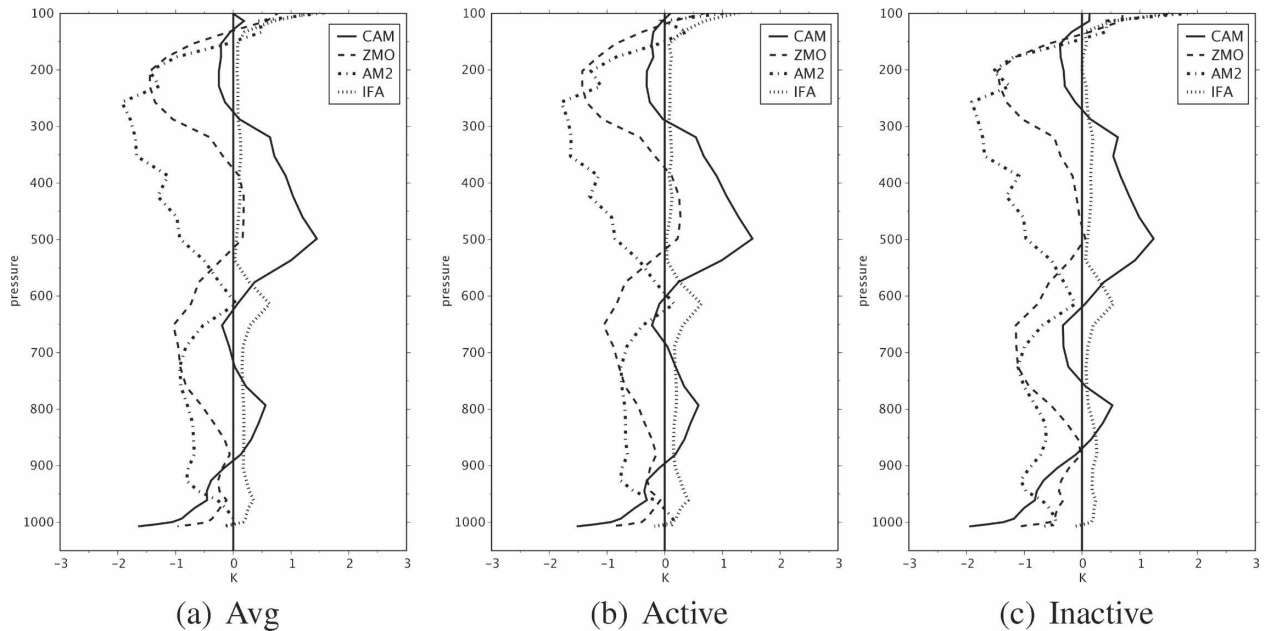 100
200
300
400
500
600
700
800
900
1000
pressure
-3
-2
-1
0
1
2
3
K
CAM
ZMO
AM2
IFA
(a) Avg
100
200
300
400
500
600
700
800
900
1000
pressure
-3
-2
-1
0
1
2
3
K
CAM
ZMO
AM2
IFA
(b) Active
100
200
300
400
500
600
700
800
900
1000
pressure
-3
-2
-1
0
1
2
3
K
CAM
ZMO
AM2
IFA
(c) Inactive